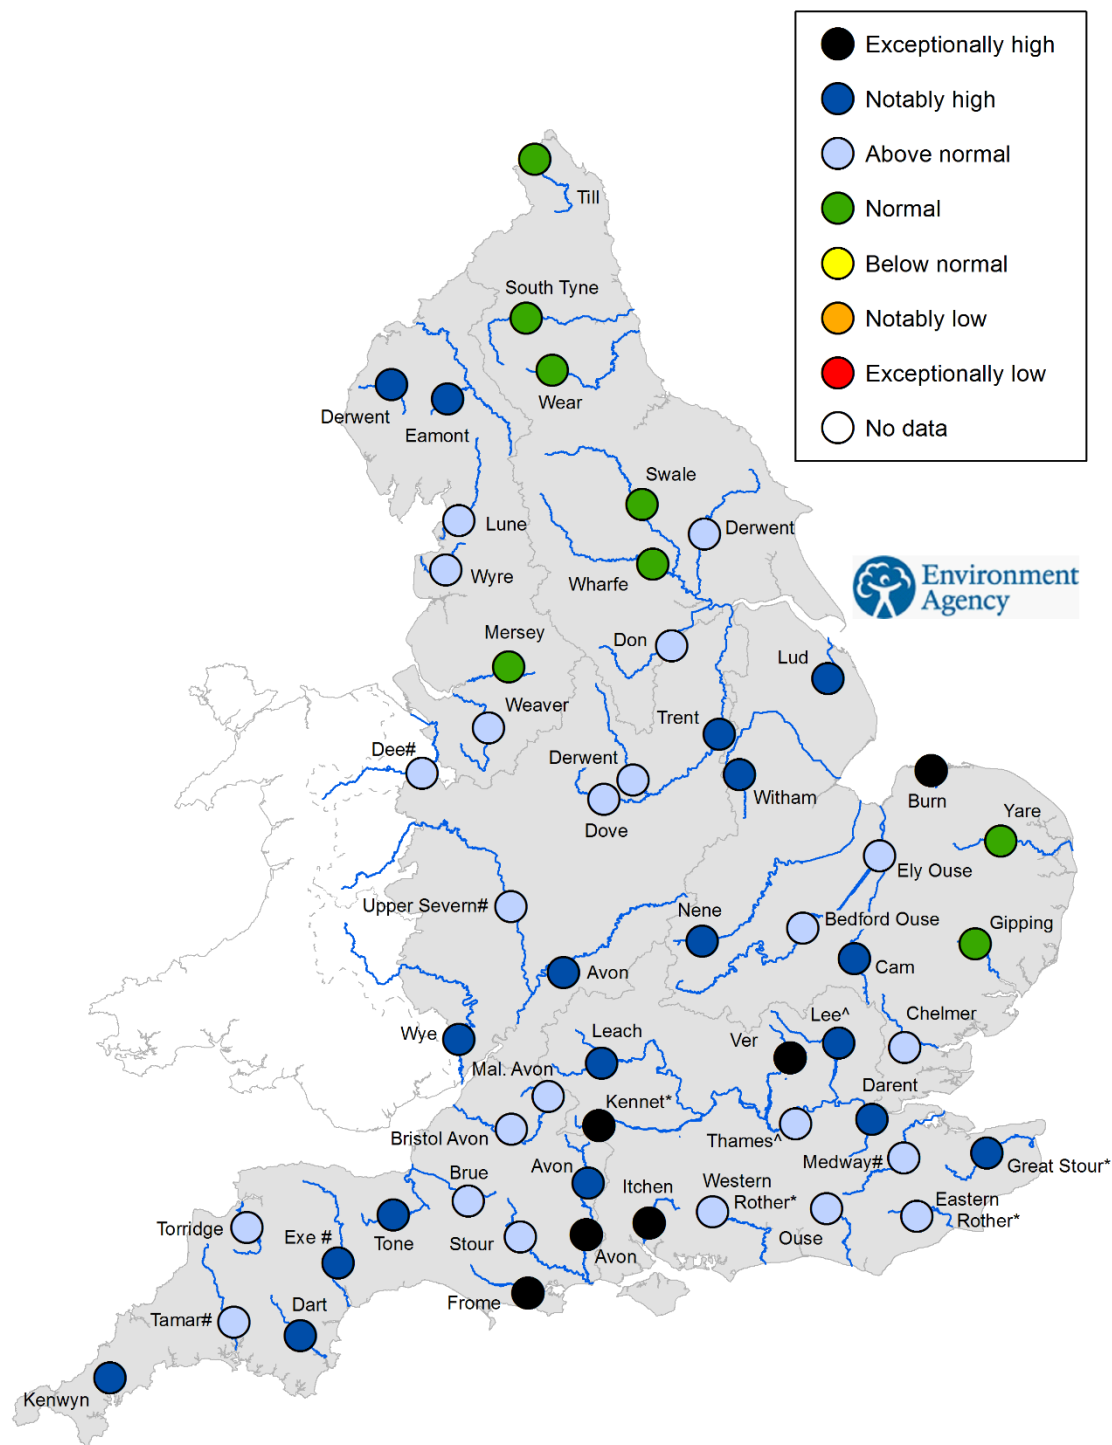 Exceptionally high
Notably high
Above normal
Normal
Below normal
Notably low
Exceptionally low
No data
Till
South Tyne
Wear
Derwent
Eamont
Swale
Lune
Derwent
Wyre
Wharfe
Environment
Agency
Mersey
Don
Lud
Weaver
Trent
Dee#
Derwent
Witham
Dove
Burn
Yare
Ely Ouse
Upper Severn#
Nene
Bedford Ouse
Gipping
Avon
Cam
Wye
Leach
Ver
Lee^
Chelmer
Mal. Avon
Kennet*
Darent
Bristol Avon
Thames^
Medway#
Great Stour*
Brue
Avon
Itchen
Western
Rother*
Eastern
Rother*
Torridge
Exe #
Tone
Stour
Avon
Ouse
Frome
Tamar#
Dart
Kenwyn